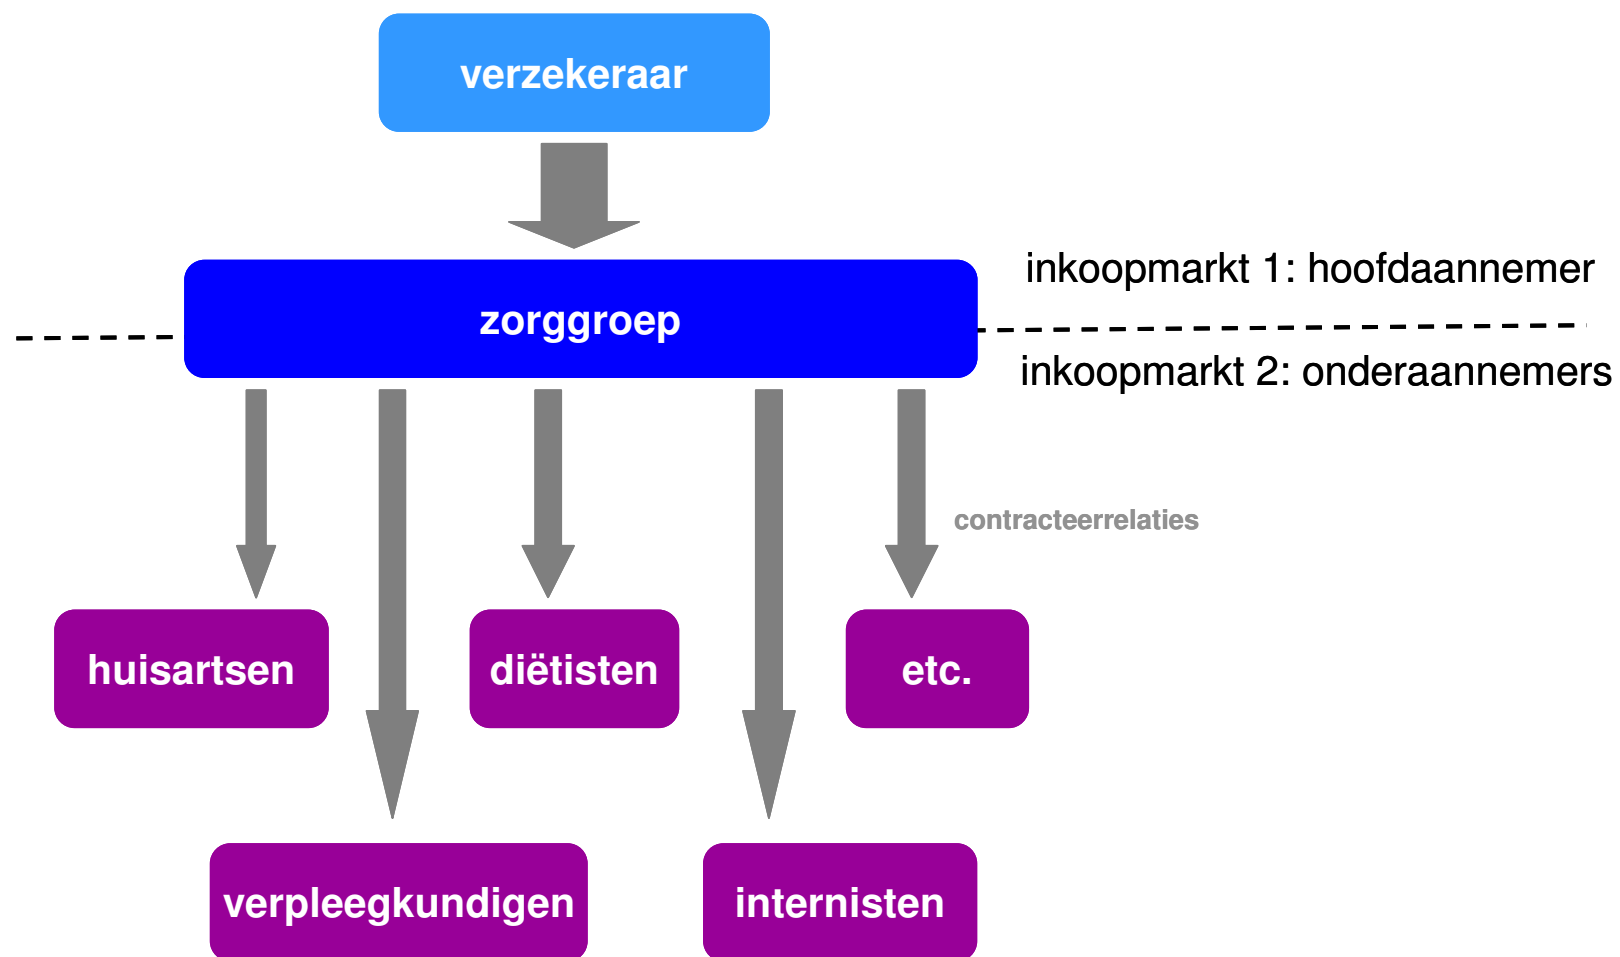 verzekeraar
inkoopmarkt 1: hoofdaannemer
zorggroep
inkoopmarkt 2: onderaannemers
contracteerrelaties
huisartsen
diëtisten
etc.
verpleegkundigen
internisten